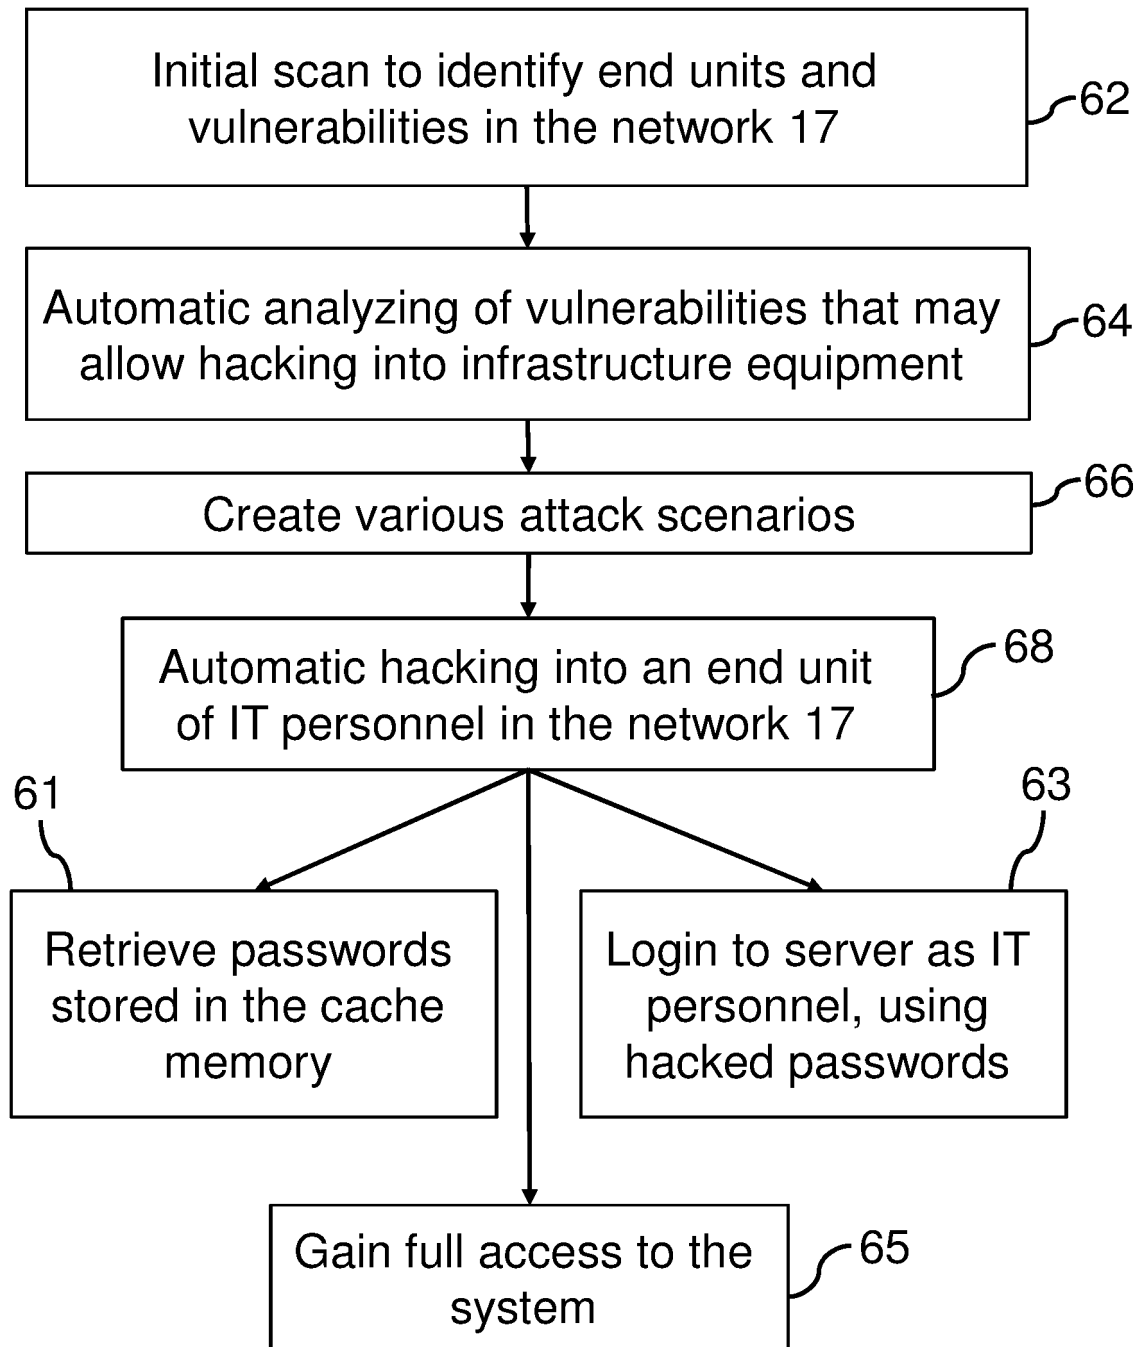 Initial scan to identify end units and
vulnerabilities in the network 17
62
Automatic analyzing of vulnerabilities that may
allow hacking into infrastructure equipment
64
Create various attack scenarios
66
Automatic hacking into an end unit
of IT personnel in the network 17
68
61
Retrieve passwords
stored in the cache
memory
63
Login to server as IT
personnel, using
hacked passwords
Gain full access to the
system
65